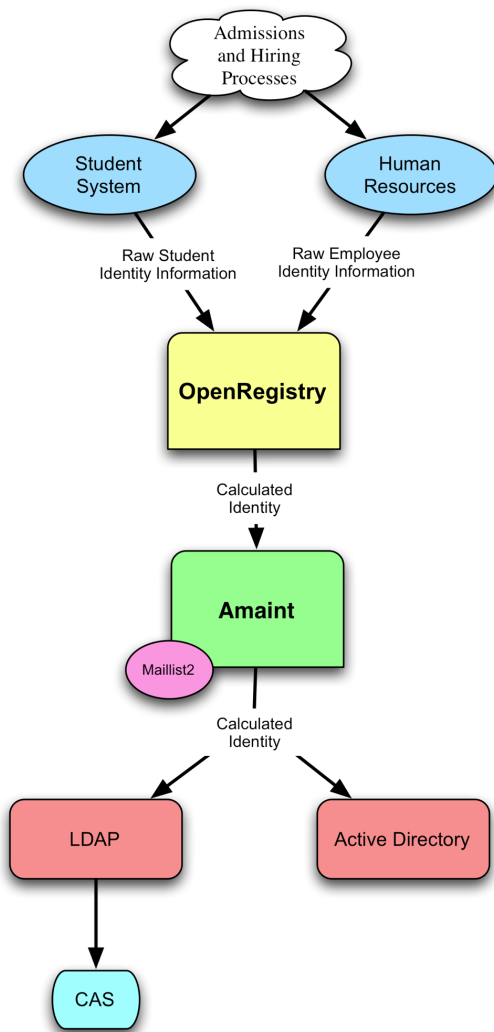 Admissions
and Hiring
Processes
Student
System
Human
Resources
Raw Student
Identity Information
Raw Employee
Identity Information
OpenRegistry
Calculated
Identity
Amaint
Maillist2
Calculated
Identity
LDAP
Active Directory
CAS